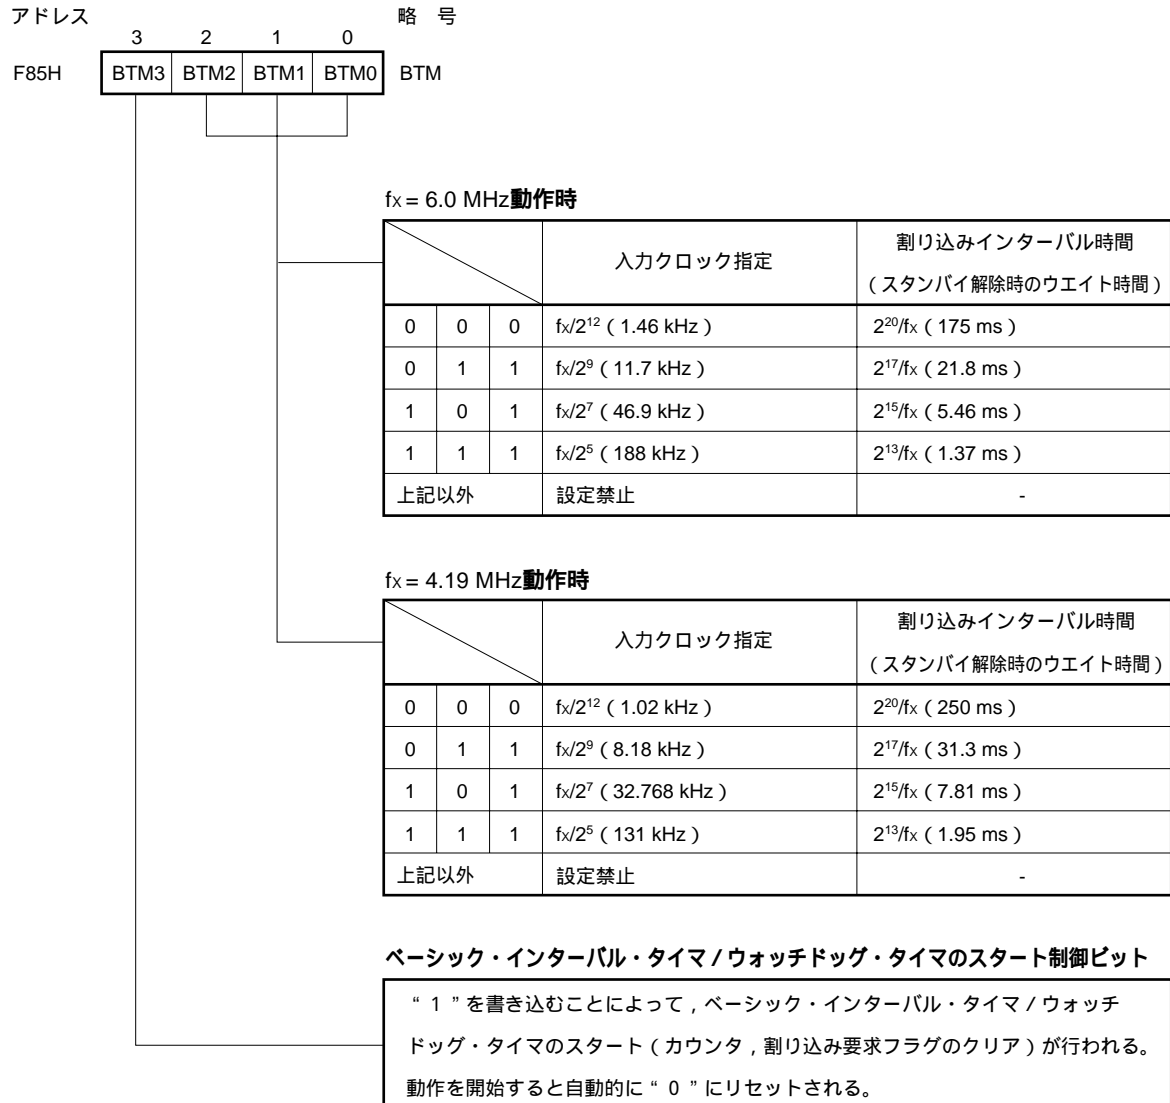 アドレス 略 号
3 2 1 0
F85H BTM3 BTM2 BTM1 BTM0 BTM
fX = 6.0 MHz動作時
入力クロック指定 割り込みインターバル時間
（スタンバイ解除時のウエイト時間）
0 0 0 fX/2¹²（1.46 kHz） 2²⁰/fX（175 ms）
0 1 1 fX/2⁹（11.7 kHz） 2¹⁷/fX（21.8 ms）
1 0 1 fX/2⁷（46.9 kHz） 2¹⁵/fX（5.46 ms）
1 1 1 fX/2⁵（188 kHz） 2¹³/fX（1.37 ms）
上記以外 設定禁止 -
fX = 4.19 MHz動作時
入力クロック指定 割り込みインターバル時間
（スタンバイ解除時のウエイト時間）
0 0 0 fX/2¹²（1.02 kHz） 2²⁰/fX（250 ms）
0 1 1 fX/2⁹（8.18 kHz） 2¹⁷/fX（31.3 ms）
1 0 1 fX/2⁷（32.768 kHz） 2¹⁵/fX（7.81 ms）
1 1 1 fX/2⁵（131 kHz） 2¹³/fX（1.95 ms）
上記以外 設定禁止 -
ベーシック・インターバル・タイマ／ウォッチドッグ・タイマのスタート制御ビット
“１”を書き込むことによって，ベーシック・インターバル・タイマ／ウォッチ
ドッグ・タイマのスタート（カウンタ，割り込み要求フラグのクリア）が行われる。
動作を開始すると自動的に“０”にリセットされる。